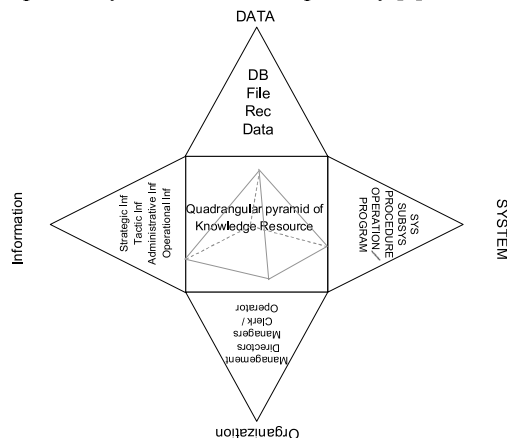 DATA
DB
File
Rec
Data
Information
Strategic Inf
Tactic Inf
Administrative Inf
Operational Inf
Quadrangular pyramid of
Knowledge Resource
SYSTEM
SYS
SUBSYS
PROCEDURE
OPERATION/
PROGRAM
Organization
Management
Directors
Managers
Clerk /
Operator